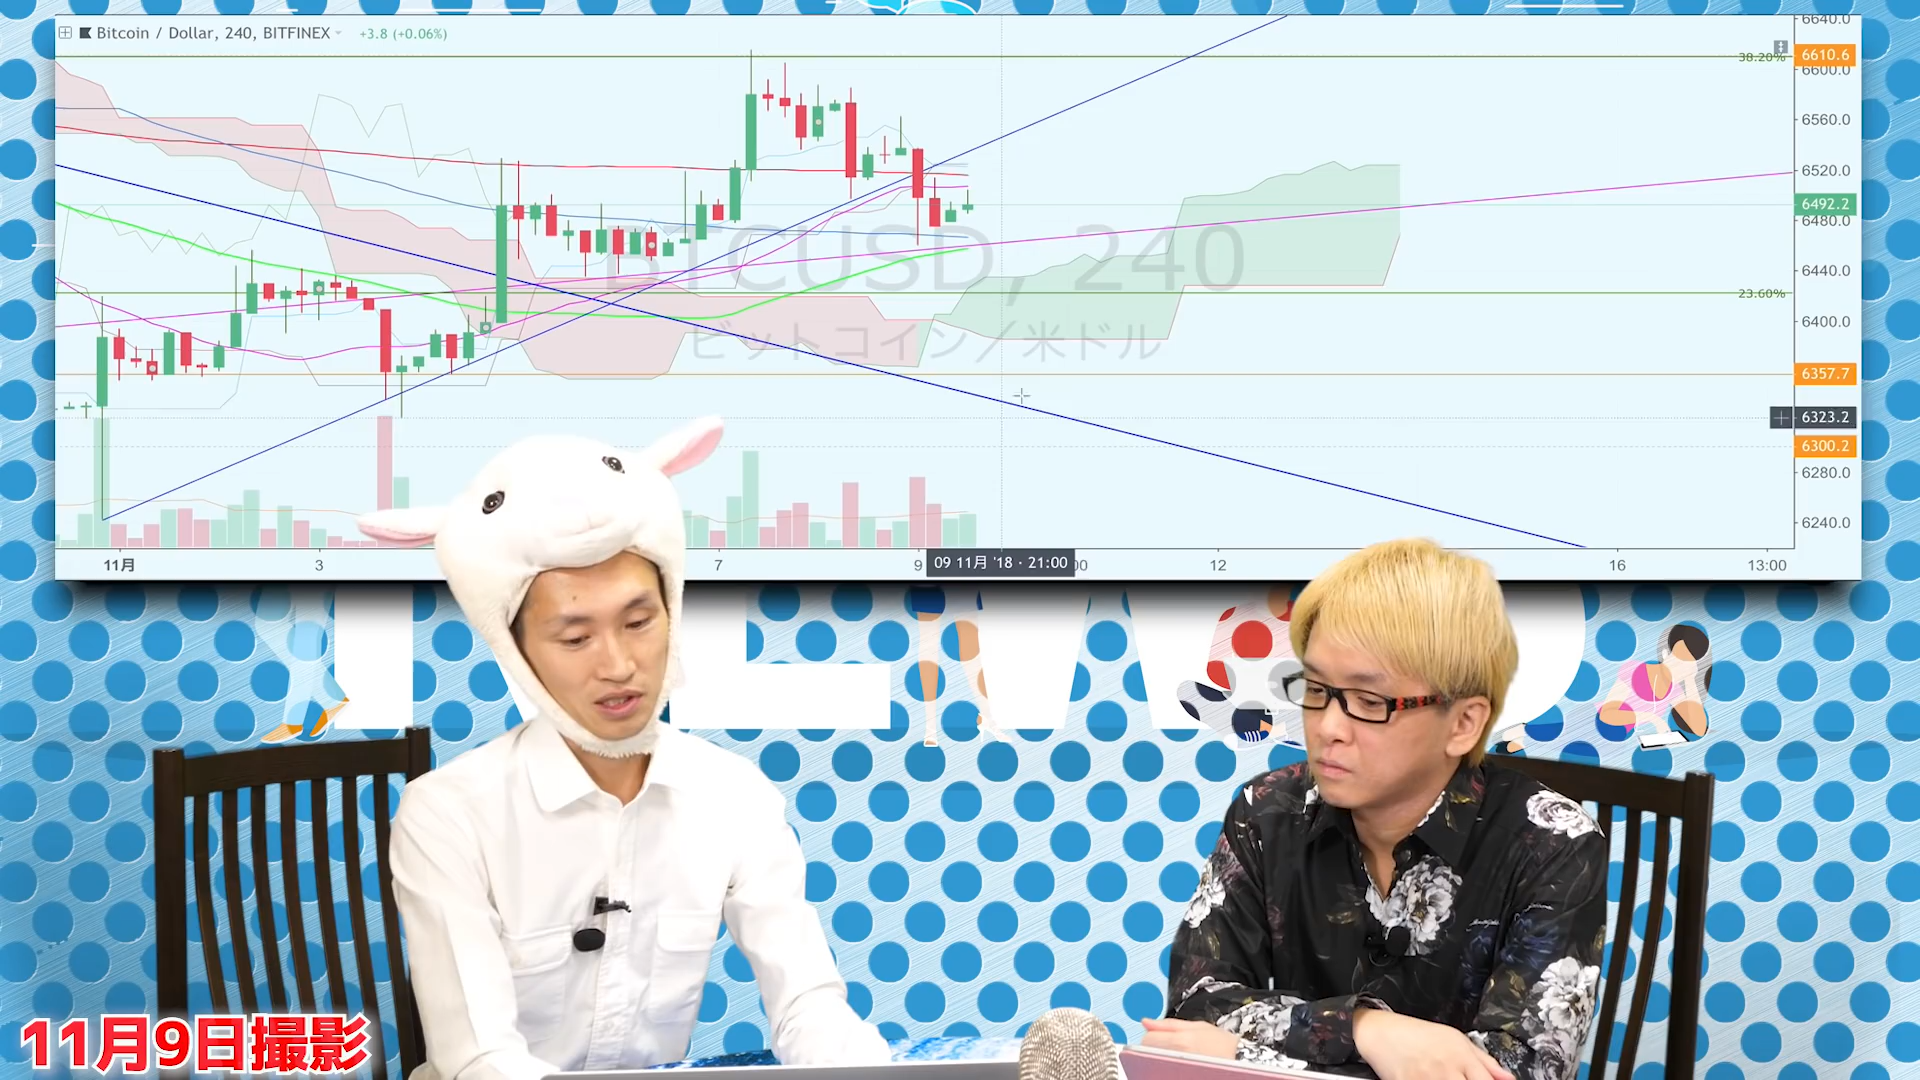 Bitcoin / Dollar, 240, BITFINEX +3.8 (+0.06%)
6640.0
38.20% 6610.6
6600.0
6560.0
6520.0
6492.2
6480.0
BTCUSD, 240
6440.0
23.60%
6400.0
ビットコイン／米ドル
6357.7
6323.2
6300.2
6280.0
6240.0
11月 3 7 9 09 11月 '18 · 21:00 12 16 13:00
NEWS
11月9日撮影